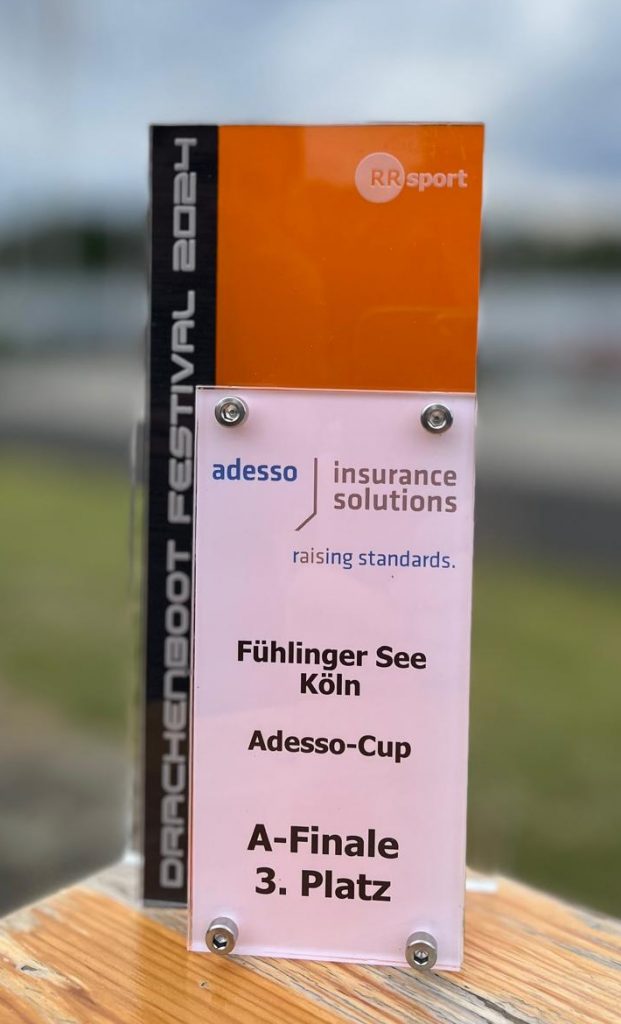 DRACHENBOOT FESTIVAL 2024
RRsport
adesso
insurance
solutions
raising standards.
Fühlinger See
Köln
Adesso-Cup
A-Finale
3. Platz